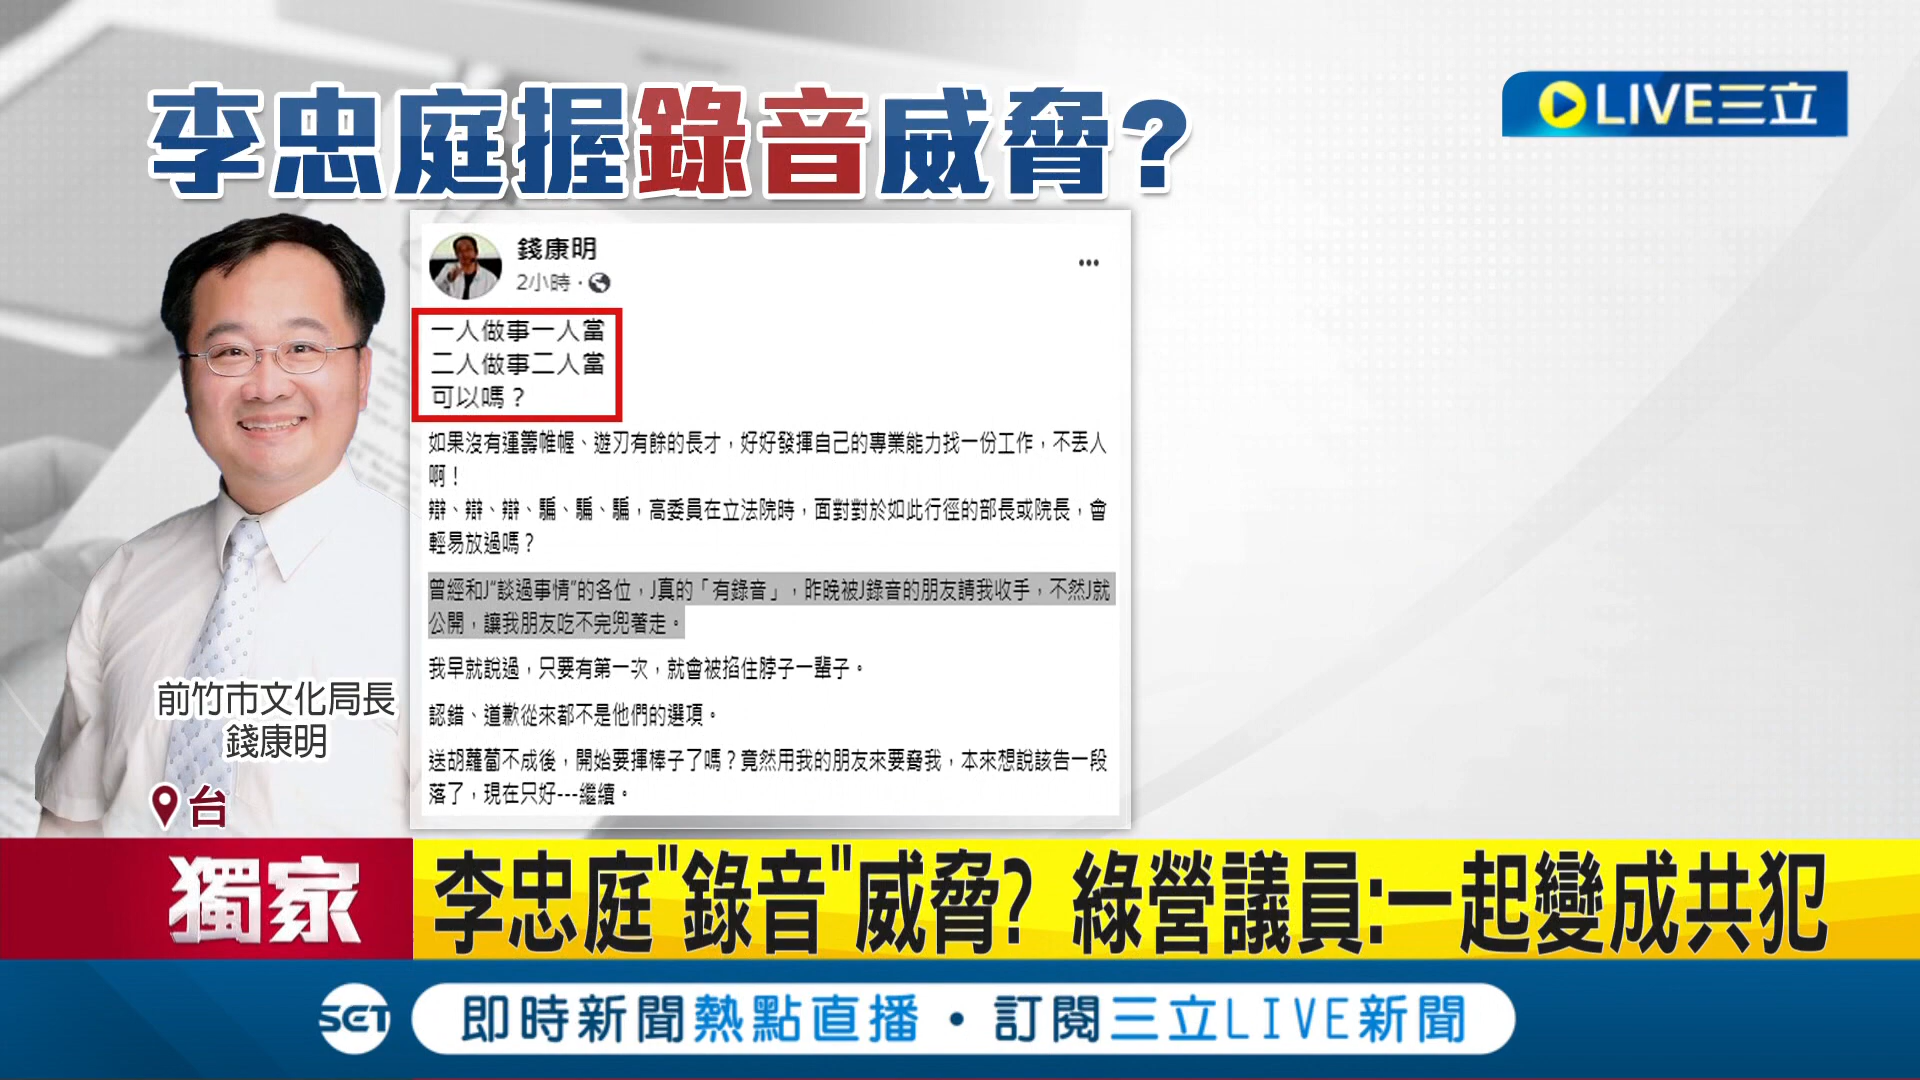 李忠庭握錄音威脅?
LIVE三立
錢康明
2小時·
一人做事一人當
二人做事二人當
可以嗎？
如果沒有運籌帷幄、遊刃有餘的長才，好好發揮自己的專業能力找一份工作，不丟人
啊！
辯、辯、辯、騙、騙、騙，高委員在立法院時，面對對於如此行徑的部長或院長，會
輕易放過嗎？
曾經和J"談過事情"的各位，J真的「有錄音」，昨晚被J錄音的朋友請我收手，不然J就
公開，讓我朋友吃不完兜著走。
我早就說過，只要有第一次，就會被掐住脖子一輩子。
認錯、道歉從來都不是他們的選項。
送胡蘿蔔不成後，開始要揮棒子了嗎？竟然用我的朋友來要脅我，本來想說該告一段
落了，現在只好---繼續。
前竹市文化局長
錢康明
台
獨家
李忠庭"錄音"威脅? 綠營議員:一起變成共犯
SET
即時新聞熱點直播・訂閱三立LIVE新聞